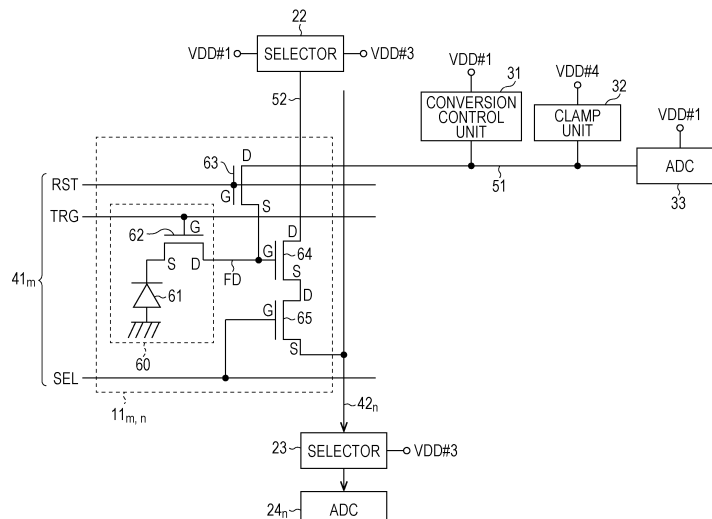 22
VDD#1
SELECTOR
VDD#3
52
VDD#1
31
CONVERSION
CONTROL
UNIT
VDD#4
32
CLAMP
UNIT
VDD#1
ADC
33
51
63
D
G
S
RST
TRG
62
G
S
D
FD
61
60
41m
G
D
64
S
D
G
65
S
SEL
11m, n
42n
23
SELECTOR
VDD#3
24n
ADC